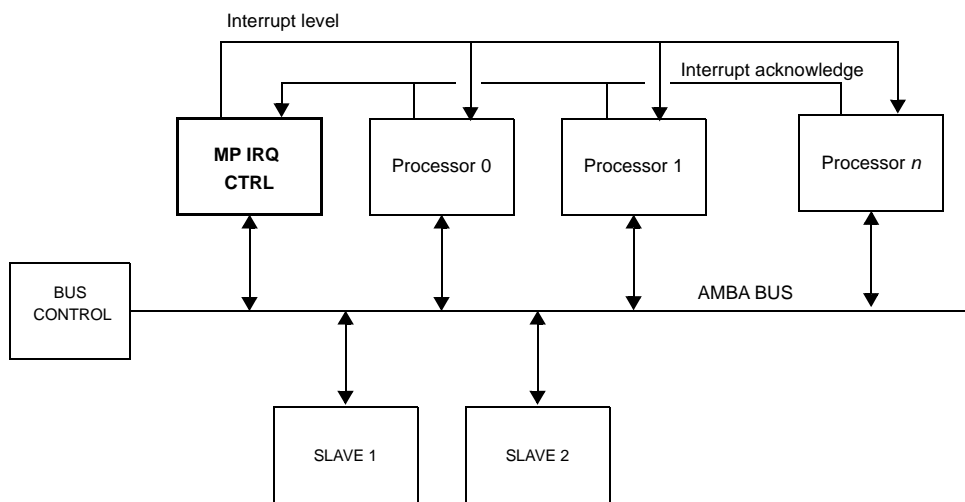 Interrupt level
Interrupt acknowledge
MP IRQ
CTRL
Processor 0
Processor 1
Processor n
BUS
CONTROL
AMBA BUS
SLAVE 1
SLAVE 2